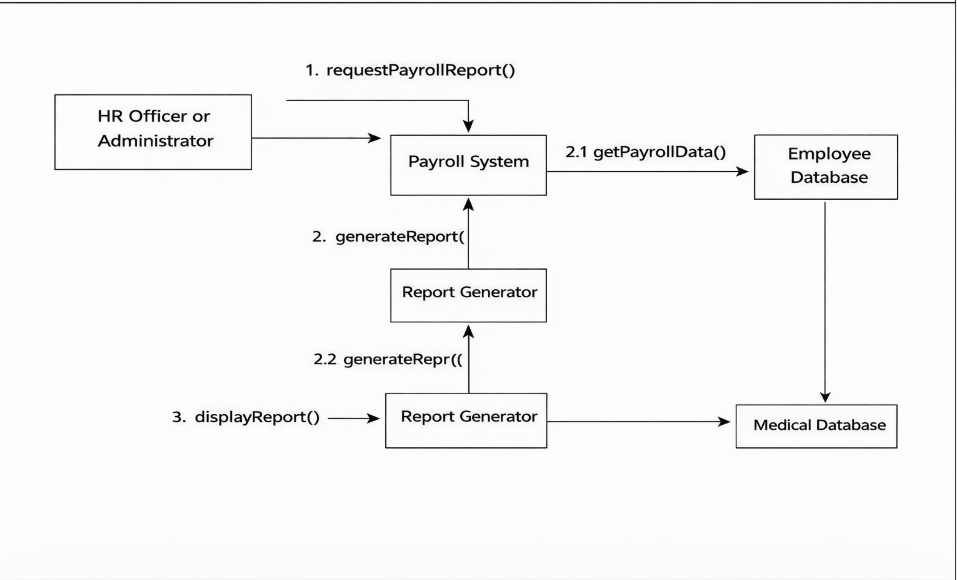 1. requestPayrollReport()
HR Officer or
Administrator
Payroll System
2.1 getPayrollData()
Employee
Database
2. generateReport(
Report Generator
2.2 generateRepr((
3. displayReport()
Report Generator
Medical Database